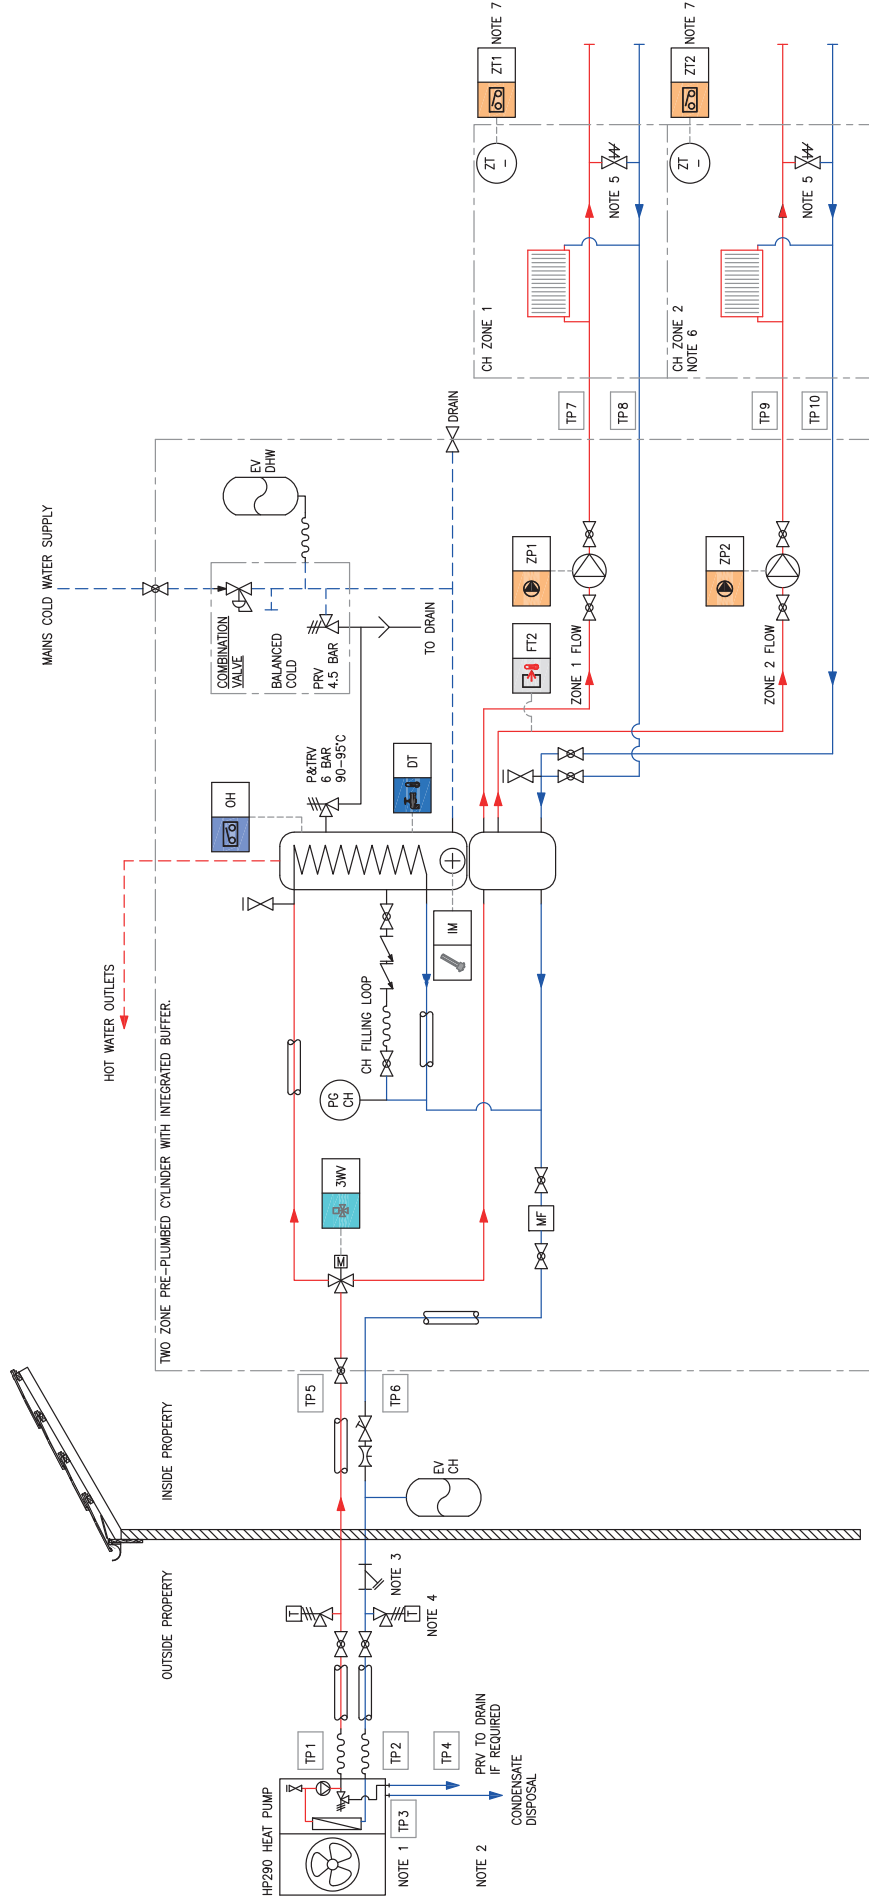 MAINS COLD WATER SUPPLY
HOT WATER OUTLETS
TWO ZONE PRE-PLUMBED CYLINDER WITH INTEGRATED BUFFER.
OUTSIDE PROPERTY
INSIDE PROPERTY
HP290 HEAT PUMP
NOTE 1
NOTE 2
TP1
TP2
TP3
TP4
PRV TO DRAIN
IF REQUIRED
CONDENSATE
DISPOSAL
T
T
NOTE 4
NOTE 3
EV
CH
TP5
TP6
M
3WV
MF
PG
CH
CH FILLING LOOP
IM
OH
DT
P&TRV
6 BAR
90-95°C
COMBINATION
VALVE
BALANCED
COLD
PRV
4.5 BAR
TO DRAIN
EV
DHW
DRAIN
FT2
ZONE 1 FLOW
ZP1
ZONE 2 FLOW
ZP2
TP7
TP8
TP9
TP10
CH ZONE 1
CH ZONE 2
NOTE 6
NOTE 5
NOTE 5
ZT
-
ZT
-
ZT1
NOTE 7
ZT2
NOTE 7